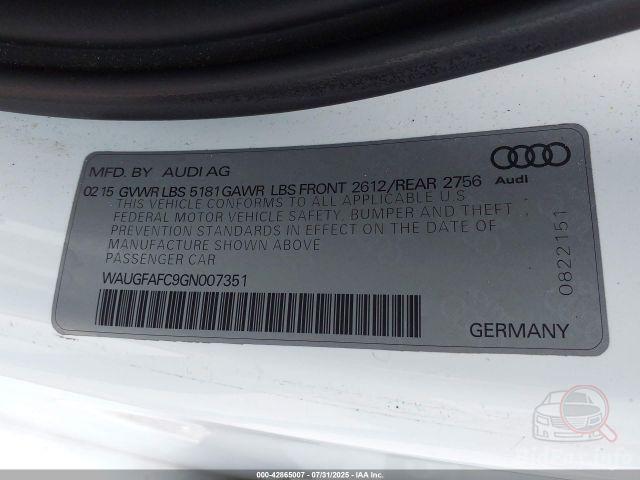 MFD. BY AUDI AG
Audi
02 15 GVWR LBS 5181 GAWR LBS FRONT 2612/REAR 2756
THIS VEHICLE CONFORMS TO ALL APPLICABLE U.S
FEDERAL MOTOR VEHICLE SAFETY, BUMPER AND THEFT
PREVENTION STANDARDS IN EFFECT ON THE DATE OF
MANUFACTURE SHOWN ABOVE
PASSENGER CAR
WAUGFAFC9GN007351
0822151
GERMANY
BidFax.info
000-42865007 - 07/31/2025 - IAA Inc.